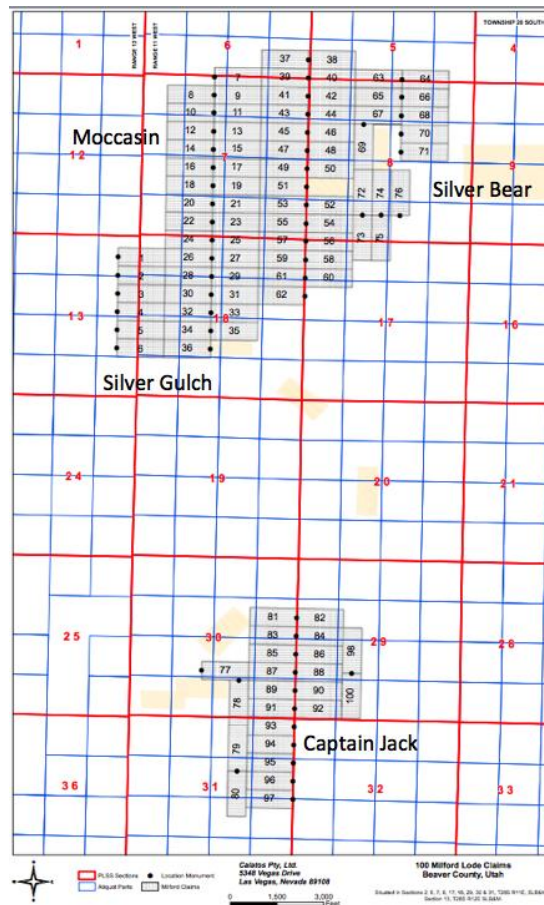 TOWNSHIP 28 SOUTH
RANGE 12 WEST
RANGE 11 WEST
1 6 5 4
37 38
7 39 40 63 64
8 9 41 42 65 66
10 11 43 44 67 68
Moccasin
12 13 45 46 70
14 15 47 48 69 71
12 7 8 9
16 17 49 50
18 19 51 72 74 76
Silver Bear
20 21 53 52
22 23 55 54
24 25 57 56 73 75
1 26 27 59 58
2 28 29 61 60
3 30 31 62
4 32 33
13 18 17 16
5 34 35
6 36
Silver Gulch
24 19 20 21
81 82
83 84
25 30 29 28
85 86 98
77 87 88
89 90 100
78 91 92
93
79 94
Captain Jack
95
36 31 32 33
80 96
97
PLSS Sections
Location Monument
Aliquot Parts
Milford Claims
Calatos Pty, Ltd.
5348 Vegas Drive
Las Vegas, Nevada 89108
0 1,500 3,000
Feet
100 Milford Lode Claims
Beaver County, Utah